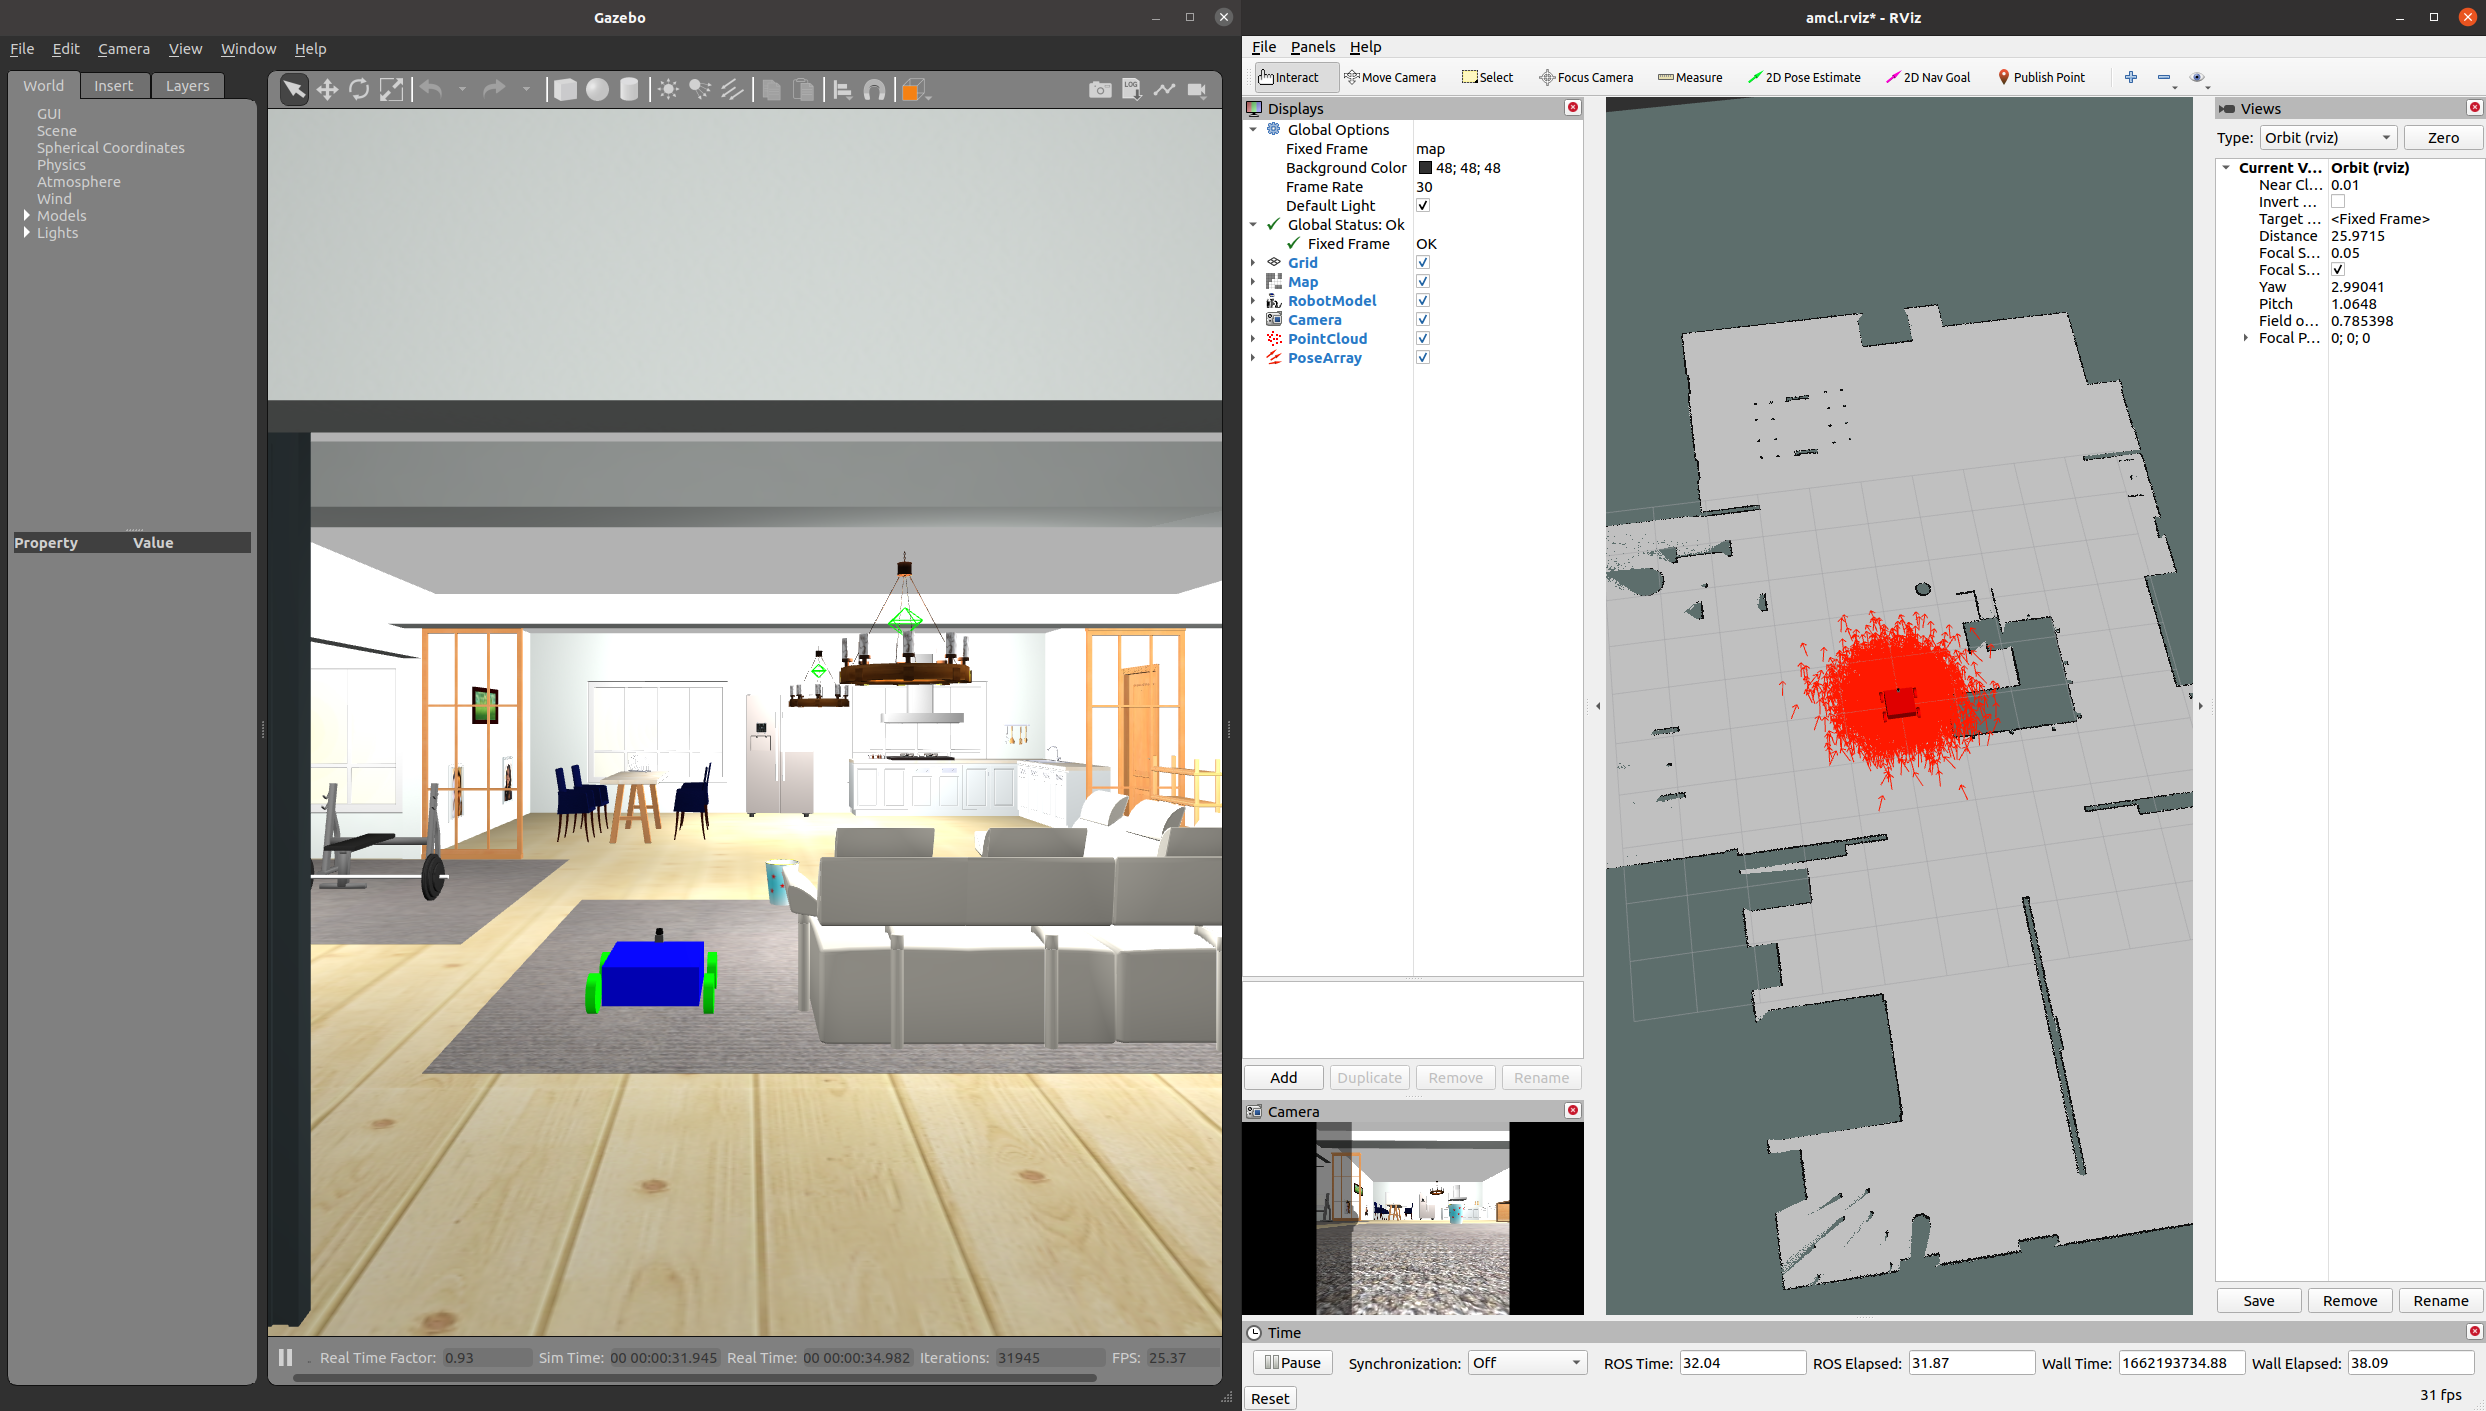 Gazebo
File Edit Camera View Window Help
World Insert Layers
GUI
Scene
Spherical Coordinates
Physics
Atmosphere
Wind
Models
Lights
Property Value
LOG
Real Time Factor: 0.93 Sim Time: 00 00:00:31.945 Real Time: 00 00:00:34.982 Iterations: 31945 FPS: 25.37
amcl.rviz* - RViz
File Panels Help
Interact Move Camera Select Focus Camera Measure 2D Pose Estimate 2D Nav Goal Publish Point
Displays
Global Options
Fixed Frame map
Background Color 48; 48; 48
Frame Rate 30
Default Light
Global Status: Ok
Fixed Frame OK
Grid
Map
RobotModel
Camera
PointCloud
PoseArray
Add Duplicate Remove Rename
Camera
Views
Type: Orbit (rviz) Zero
Current V... Orbit (rviz)
Near Cl... 0.01
Invert ...
Target ... <Fixed Frame>
Distance 25.9715
Focal S... 0.05
Focal S...
Yaw 2.99041
Pitch 1.0648
Field o... 0.785398
Focal P... 0; 0; 0
Save Remove Rename
Time
Pause Synchronization: Off ROS Time: 32.04 ROS Elapsed: 31.87 Wall Time: 1662193734.88 Wall Elapsed: 38.09
Reset 31 fps